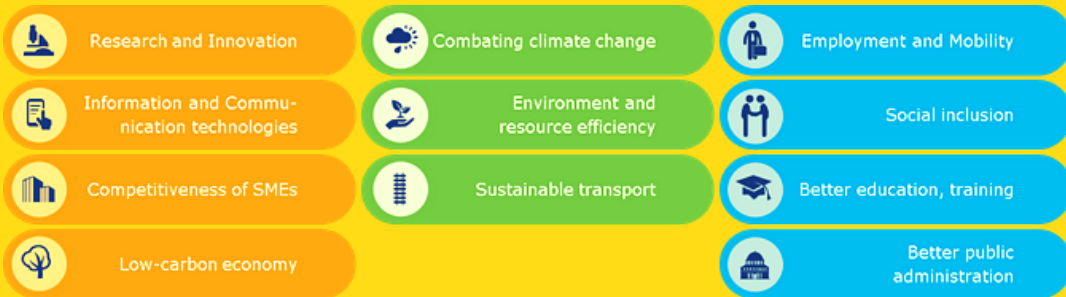 Research and Innovation
Information and Commu-
nication technologies
Competitiveness of SMEs
Low-carbon economy
Combating climate change
Environment and
resource efficiency
Sustainable transport
Employment and Mobility
Social inclusion
Better education, training
Better public
administration